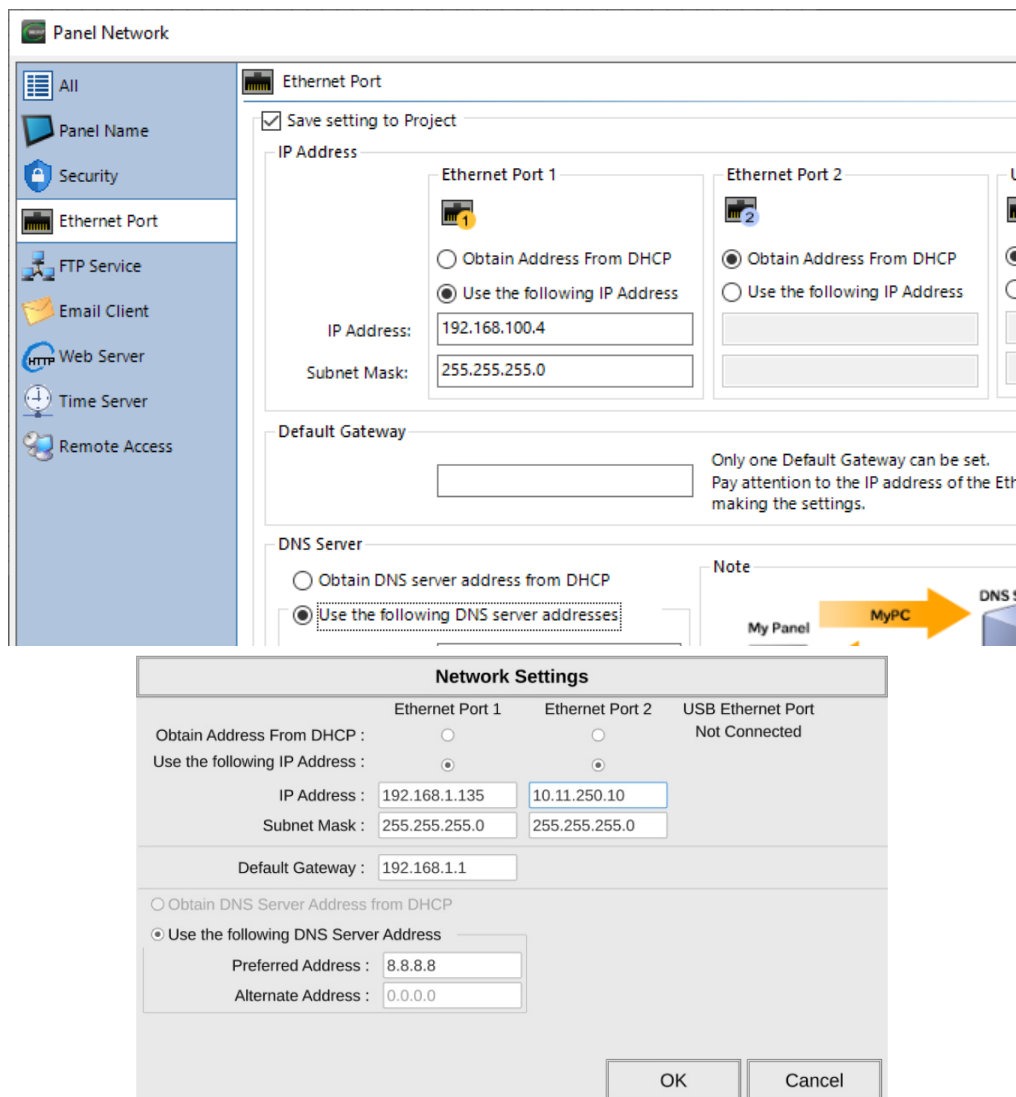 Panel Network
All
Panel Name
Security
Ethernet Port
FTP Service
Email Client
Web Server
Time Server
Remote Access
Ethernet Port
Save setting to Project
IP Address
Ethernet Port 1
Ethernet Port 2
1
2
Obtain Address From DHCP
Obtain Address From DHCP
Use the following IP Address
Use the following IP Address
IP Address:
192.168.100.4
Subnet Mask:
255.255.255.0
Default Gateway
Only one Default Gateway can be set.
Pay attention to the IP address of the
making the settings.
DNS Server
Obtain DNS server address from DHCP
Use the following DNS server addresses
Note
DNS
MyPC
My Panel
Network Settings
Ethernet Port 1 Ethernet Port 2 USB Ethernet Port
Obtain Address From DHCP : Not Connected
Use the following IP Address :
IP Address : 192.168.1.135 10.11.250.10
Subnet Mask : 255.255.255.0 255.255.255.0
Default Gateway : 192.168.1.1
Obtain DNS Server Address from DHCP
Use the following DNS Server Address
Preferred Address : 8.8.8.8
Alternate Address : 0.0.0.0
OK Cancel